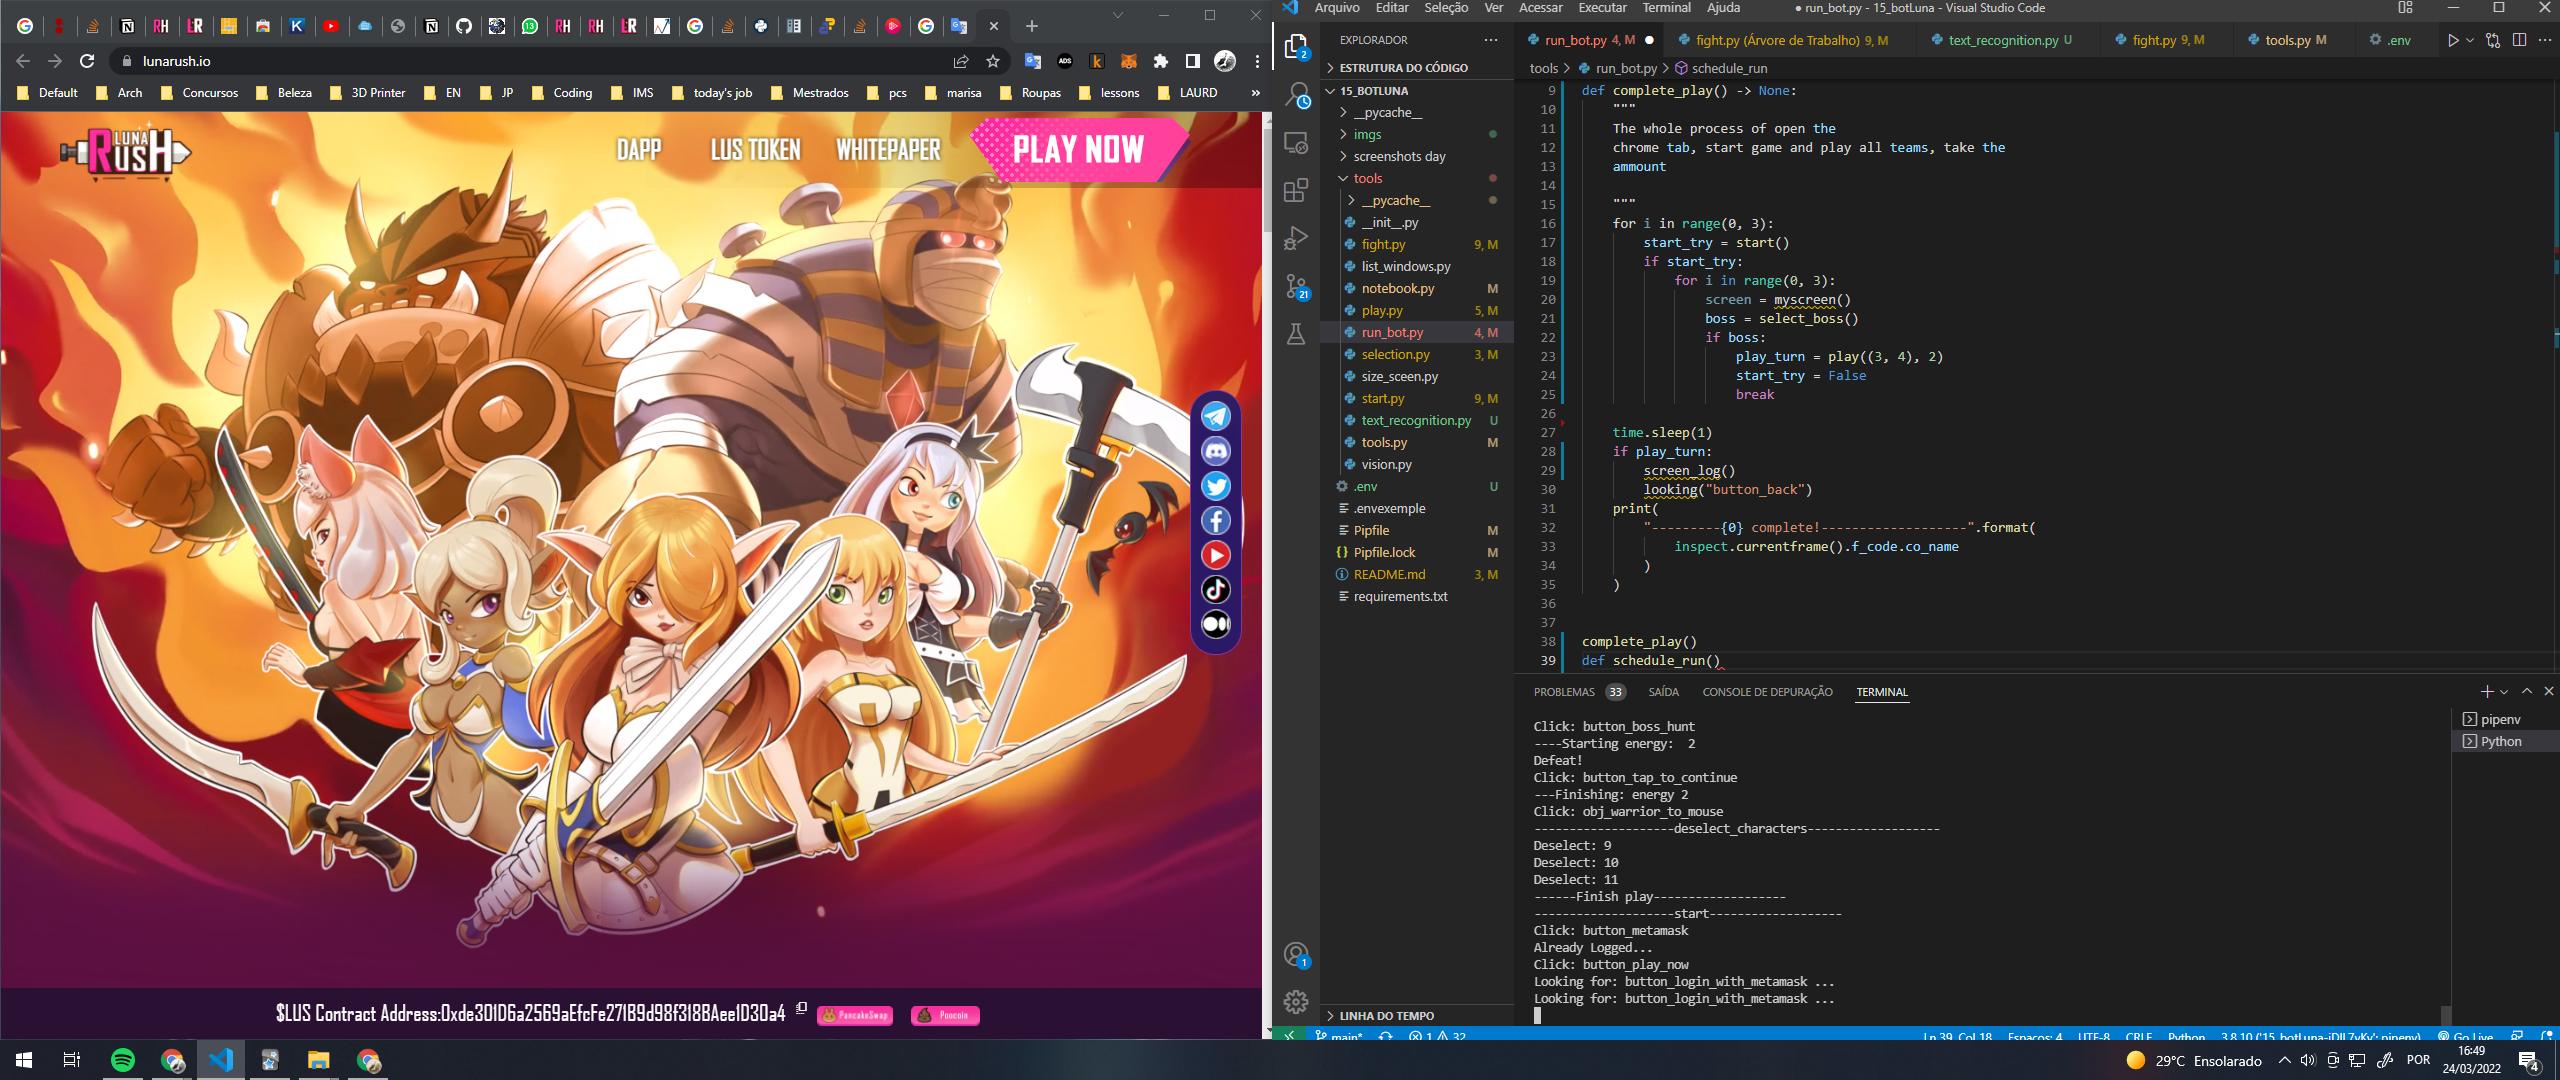 lunarush.io
Default Arch Concursos Beleza 3D Printer EN JP Coding IMS today's job Mestrados pcs marisa Roupas lessons LAURD »
LUNA RUSH
DAPP LUS TOKEN WHITEPAPER PLAY NOW
$LUS Contract Address:0xde301D6a2569aEfcFe271B9d98f318BAee1D30a4 PancakeSwap Poocoin
Arquivo Editar Seleção Ver Acessar Executar Terminal Ajuda ● run_bot.py - 15_botLuna - Visual Studio Code
EXPLORADOR ···
ESTRUTURA DO CÓDIGO
15_BOTLUNA
__pycache__
imgs
screenshots day
tools
__pycache__
__init__.py
fight.py 9, M
list_windows.py
notebook.py M
play.py 5, M
run_bot.py 4, M
selection.py 3, M
size_sceen.py
start.py 9, M
text_recognition.py U
tools.py M
vision.py
.env U
.envexemple
Pipfile M
Pipfile.lock M
README.md 3, M
requirements.txt
LINHA DO TEMPO
run_bot.py 4, M ● fight.py (Árvore de Trabalho) 9, M text_recognition.py U fight.py 9, M tools.py M .env
tools > run_bot.py > schedule_run
9 def complete_play() -> None:
10 """
11 The whole process of open the
12 chrome tab, start game and play all teams, take the
13 ammount
14
15 """
16 for i in range(0, 3):
17 start_try = start()
18 if start_try:
19 for i in range(0, 3):
20 screen = myscreen()
21 boss = select_boss()
22 if boss:
23 play_turn = play((3, 4), 2)
24 start_try = False
25 break
26
27 time.sleep(1)
28 if play_turn:
29 screen_log()
30 looking("button_back")
31 print(
32 "---------{0} complete!-------------------".format(
33 inspect.currentframe().f_code.co_name
34 )
35 )
36
37
38 complete_play()
39 def schedule_run()
PROBLEMAS 33 SAÍDA CONSOLE DE DEPURAÇÃO TERMINAL
Click: button_boss_hunt
----Starting energy: 2
Defeat!
Click: button_tap_to_continue
---Finishing: energy 2
Click: obj_warrior_to_mouse
--------------------deselect_characters-------------------
Deselect: 9
Deselect: 10
Deselect: 11
------Finish play-------------------
--------------------start-------------------
Click: button_metamask
Already Logged...
Click: button_play_now
Looking for: button_login_with_metamask ...
Looking for: button_login_with_metamask ...
pipenv
Python
main* 1 32 Ln 39, Col 18 Espaços: 4 UTF-8 CRLF Python Go Live
29°C Ensolarado POR 16:49
24/03/2022